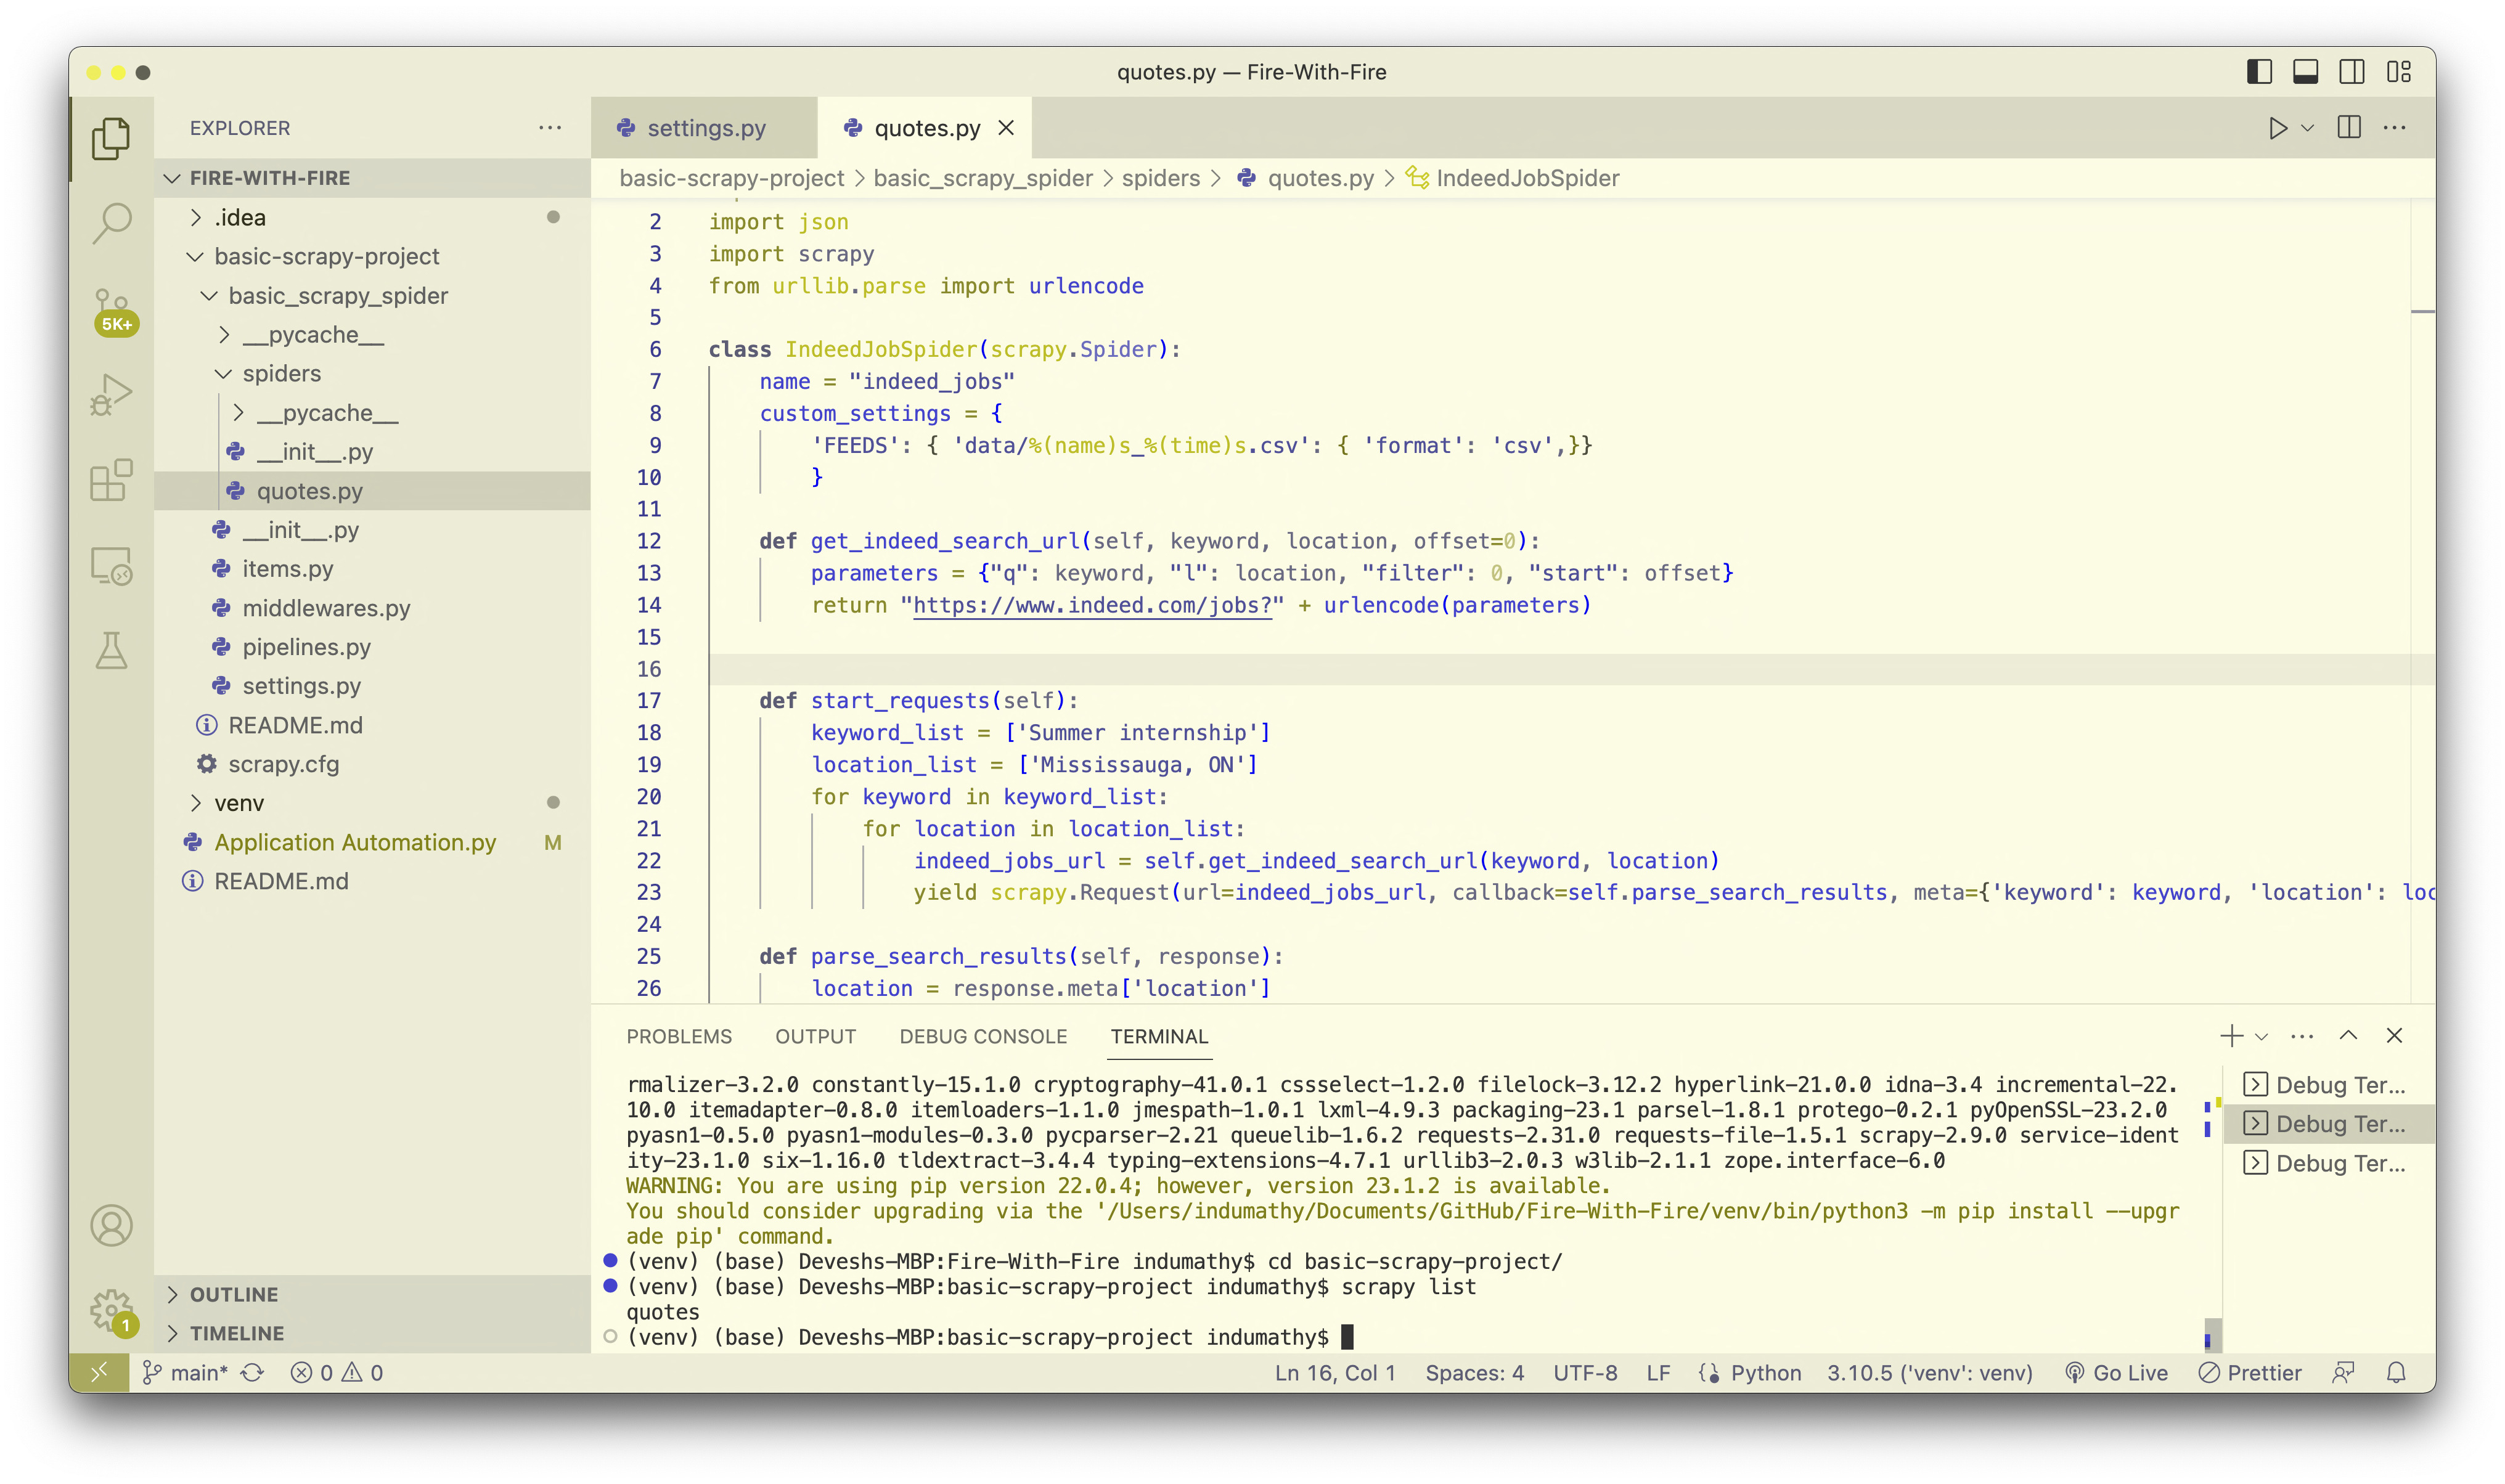 quotes.py — Fire-With-Fire
EXPLORER
FIRE-WITH-FIRE
.idea
basic-scrapy-project
basic_scrapy_spider
__pycache__
spiders
__pycache__
__init__.py
quotes.py
__init__.py
items.py
middlewares.py
pipelines.py
settings.py
README.md
scrapy.cfg
venv
Application Automation.py M
README.md
OUTLINE
TIMELINE
5K+
1
settings.py
quotes.py
basic-scrapy-project > basic_scrapy_spider > spiders > quotes.py > IndeedJobSpider
2 import json
3 import scrapy
4 from urllib.parse import urlencode
5
6 class IndeedJobSpider(scrapy.Spider):
7 name = "indeed_jobs"
8 custom_settings = {
9 'FEEDS': { 'data/%(name)s_%(time)s.csv': { 'format': 'csv',}}
10 }
11
12 def get_indeed_search_url(self, keyword, location, offset=0):
13 parameters = {"q": keyword, "l": location, "filter": 0, "start": offset}
14 return "https://www.indeed.com/jobs?" + urlencode(parameters)
15
16
17 def start_requests(self):
18 keyword_list = ['Summer internship']
19 location_list = ['Mississauga, ON']
20 for keyword in keyword_list:
21 for location in location_list:
22 indeed_jobs_url = self.get_indeed_search_url(keyword, location)
23 yield scrapy.Request(url=indeed_jobs_url, callback=self.parse_search_results, meta={'keyword': keyword, 'location': loc
24
25 def parse_search_results(self, response):
26 location = response.meta['location']
PROBLEMS OUTPUT DEBUG CONSOLE TERMINAL
rmalizer-3.2.0 constantly-15.1.0 cryptography-41.0.1 cssselect-1.2.0 filelock-3.12.2 hyperlink-21.0.0 idna-3.4 incremental-22.
10.0 itemadapter-0.8.0 itemloaders-1.1.0 jmespath-1.0.1 lxml-4.9.3 packaging-23.1 parsel-1.8.1 protego-0.2.1 pyOpenSSL-23.2.0
pyasn1-0.5.0 pyasn1-modules-0.3.0 pycparser-2.21 queuelib-1.6.2 requests-2.31.0 requests-file-1.5.1 scrapy-2.9.0 service-ident
ity-23.1.0 six-1.16.0 tldextract-3.4.4 typing-extensions-4.7.1 urllib3-2.0.3 w3lib-2.1.1 zope.interface-6.0
WARNING: You are using pip version 22.0.4; however, version 23.1.2 is available.
You should consider upgrading via the '/Users/indumathy/Documents/GitHub/Fire-With-Fire/venv/bin/python3 -m pip install --upgr
ade pip' command.
(venv) (base) Deveshs-MBP:Fire-With-Fire indumathy$ cd basic-scrapy-project/
(venv) (base) Deveshs-MBP:basic-scrapy-project indumathy$ scrapy list
quotes
(venv) (base) Deveshs-MBP:basic-scrapy-project indumathy$
Debug Ter...
Debug Ter...
Debug Ter...
main* 0 0 Ln 16, Col 1 Spaces: 4 UTF-8 LF Python 3.10.5 ('venv': venv) Go Live Prettier